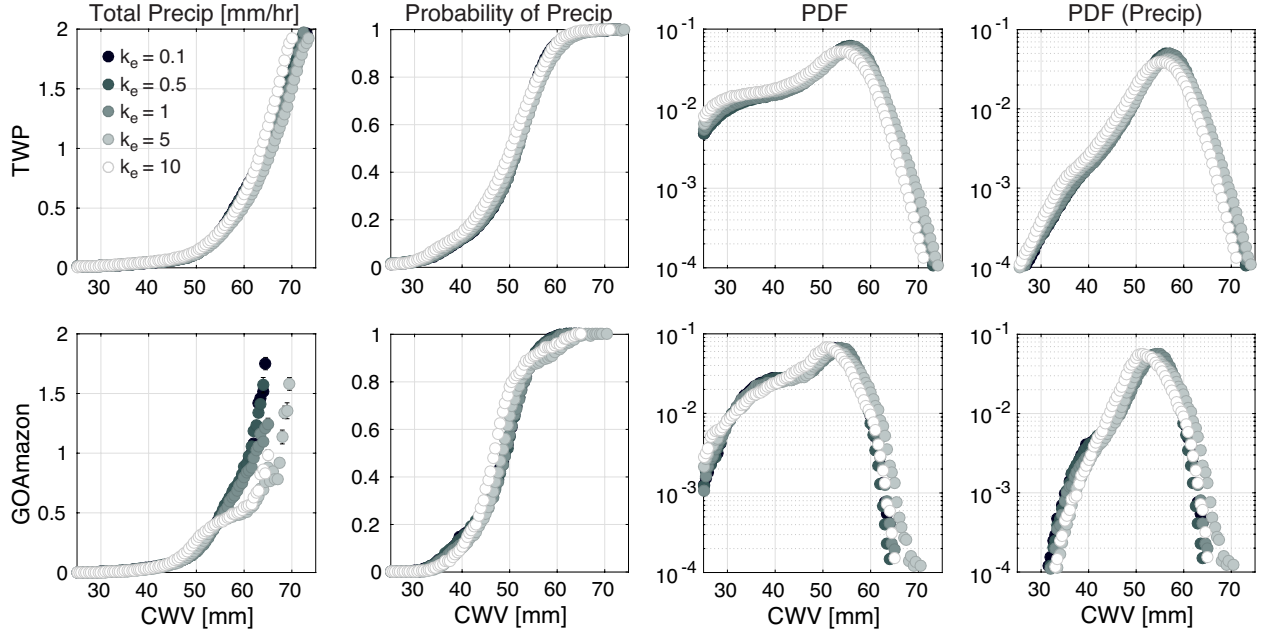 Total Precip [mm/hr] Probability of Precip PDF PDF (Precip)
TWP
2
1.5
1
0.5
0
k_e = 0.1
k_e = 0.5
k_e = 1
k_e = 5
k_e = 10
30 40 50 60 70
1
0.8
0.6
0.4
0.2
0
30 40 50 60 70
10^-1
10^-2
10^-3
10^-4
30 40 50 60 70
10^-1
10^-2
10^-3
10^-4
30 40 50 60 70
GOAmazon
2
1.5
1
0.5
0
30 40 50 60 70
CWV [mm]
1
0.8
0.6
0.4
0.2
0
30 40 50 60 70
CWV [mm]
10^-1
10^-2
10^-3
10^-4
30 40 50 60 70
CWV [mm]
10^-1
10^-2
10^-3
10^-4
30 40 50 60 70
CWV [mm]